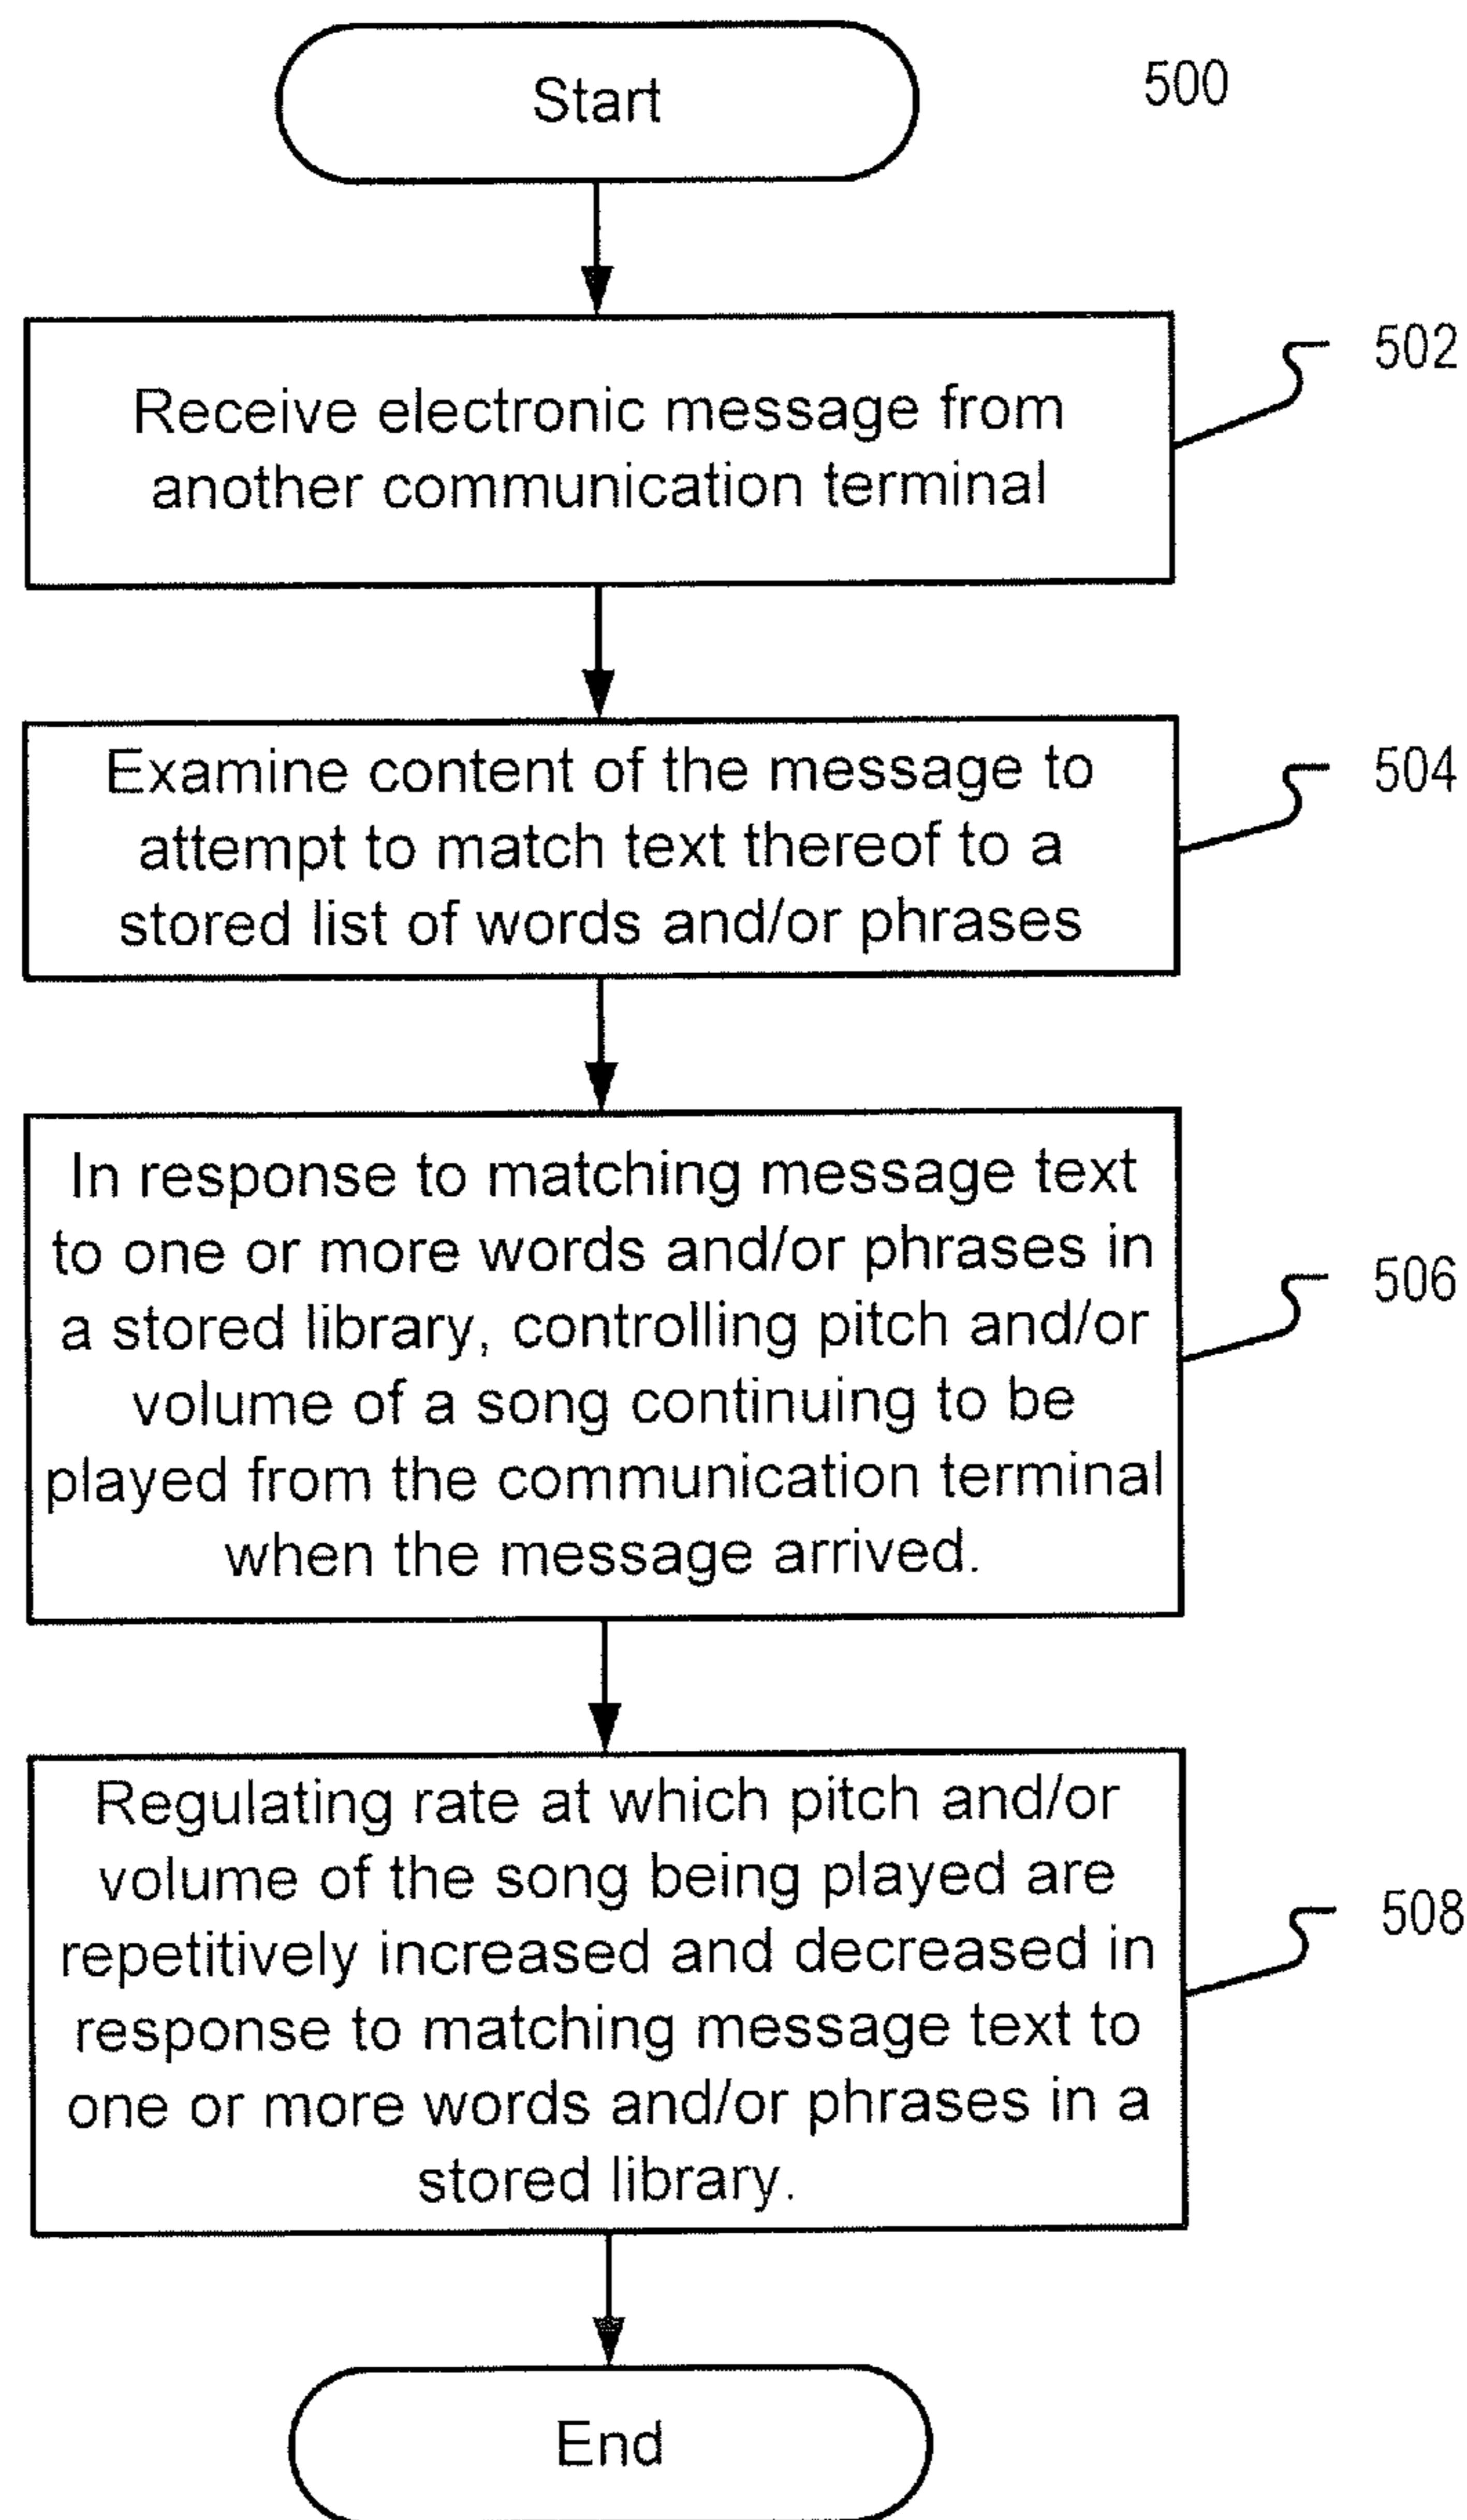 Start
500
Receive electronic message from
another communication terminal
502
Examine content of the message to
attempt to match text thereof to a
stored list of words and/or phrases
504
In response to matching message text
to one or more words and/or phrases in
a stored library, controlling pitch and/or
volume of a song continuing to be
played from the communication terminal
when the message arrived.
506
Regulating rate at which pitch and/or
volume of the song being played are
repetitively increased and decreased in
response to matching message text to
one or more words and/or phrases in a
stored library.
508
End